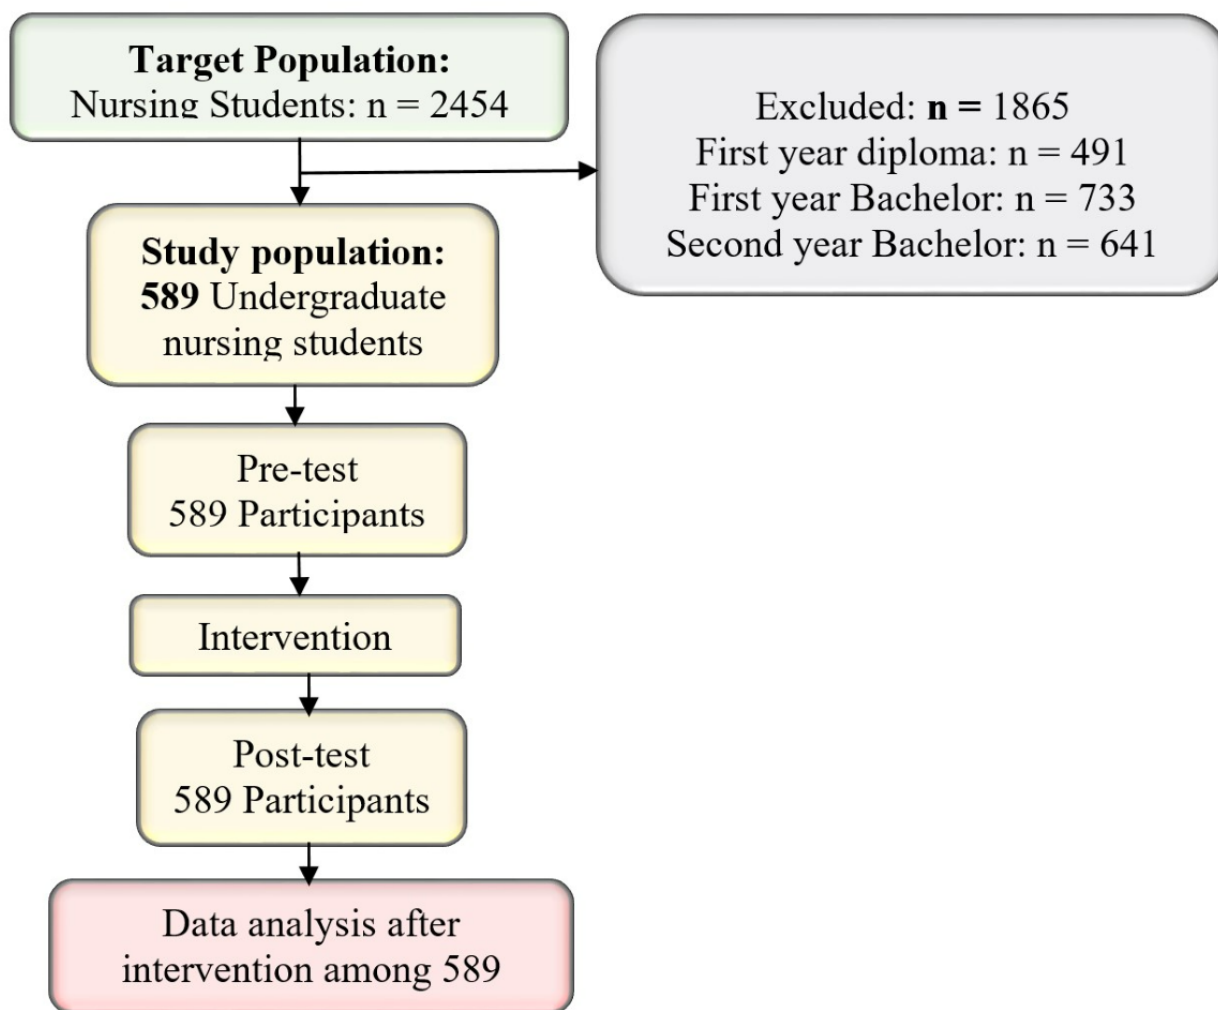 Target Population:
Nursing Students: n = 2454
Excluded: n = 1865
First year diploma: n = 491
First year Bachelor: n = 733
Second year Bachelor: n = 641
Study population:
589 Undergraduate
nursing students
Pre-test
589 Participants
Intervention
Post-test
589 Participants
Data analysis after
intervention among 589